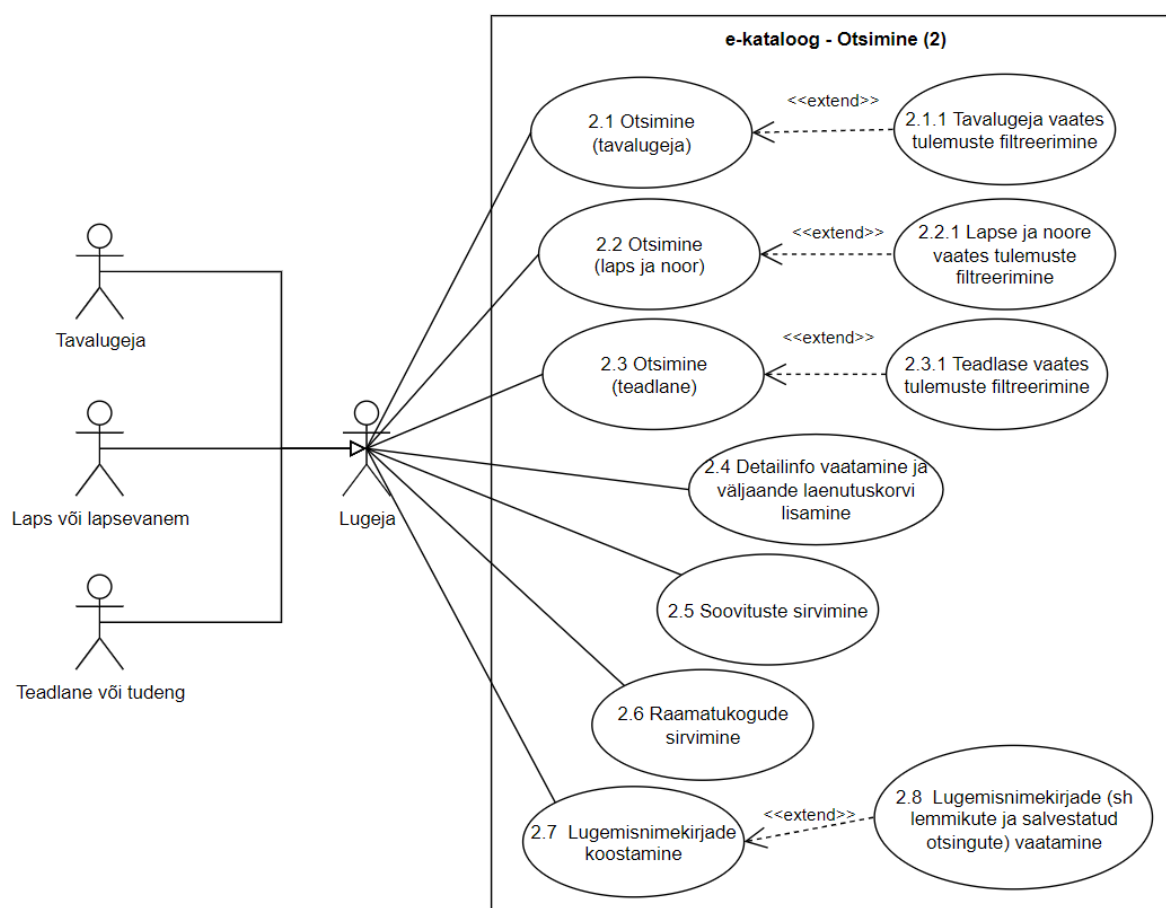 e-kataloog - Otsimine (2)
2.1 Otsimine
(tavalugeja)
<<extend>>
2.1.1 Tavalugeja vaates
tulemuste filtreerimine
2.2 Otsimine
(laps ja noor)
<<extend>>
2.2.1 Lapse ja noore
vaates tulemuste
filtreerimine
2.3 Otsimine
(teadlane)
<<extend>>
2.3.1 Teadlase vaates
tulemuste filtreerimine
Tavalugeja
Laps või lapsevanem
Lugeja
Teadlane või tudeng
2.4 Detailinfo vaatamine ja
väljaande laenutuskorvi
lisamine
2.5 Soovituste sirvimine
2.6 Raamatukogude
sirvimine
2.7 Lugemisnimekirjade
koostamine
<<extend>>
2.8 Lugemisnimekirjade (sh
lemmikute ja salvestatud
otsingute) vaatamine